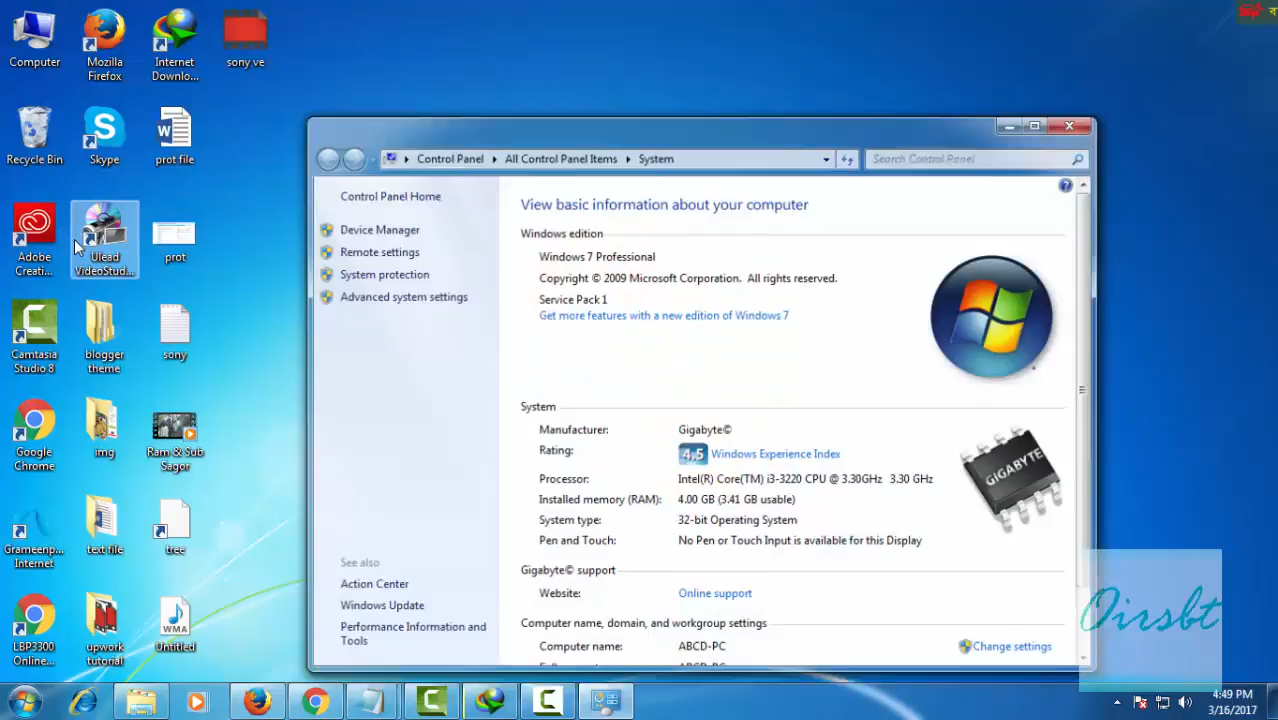 Computer
Mozilla
Firefox
Internet
Downlo...
sony ve
Recycle Bin
Skype
prot file
Adobe
Creati...
Ulead
VideoStud...
prot
Camtasia
Studio 8
blogger
theme
sony
Google
Chrome
img
Ram & Sub
Sagor
Grameenp...
Internet
text file
tree
LBP3300
Online...
upwork
tutorial
WMA
Untitled
Control Panel
All Control Panel Items
System
Search Control Panel
Control Panel Home
Device Manager
Remote settings
System protection
Advanced system settings
See also
Action Center
Windows Update
Performance Information and
Tools
View basic information about your computer
Windows edition
Windows 7 Professional
Copyright © 2009 Microsoft Corporation. All rights reserved.
Service Pack 1
Get more features with a new edition of Windows 7
System
Manufacturer: Gigabyte©
Rating: 4.5 Windows Experience Index
Processor: Intel(R) Core(TM) i3-3220 CPU @ 3.30GHz 3.30 GHz
Installed memory (RAM): 4.00 GB (3.41 GB usable)
System type: 32-bit Operating System
Pen and Touch: No Pen or Touch Input is available for this Display
GIGABYTE
Gigabyte© support
Website: Online support
Computer name, domain, and workgroup settings
Computer name: ABCD-PC
Change settings
Oirsbt
4:49 PM
3/16/2017